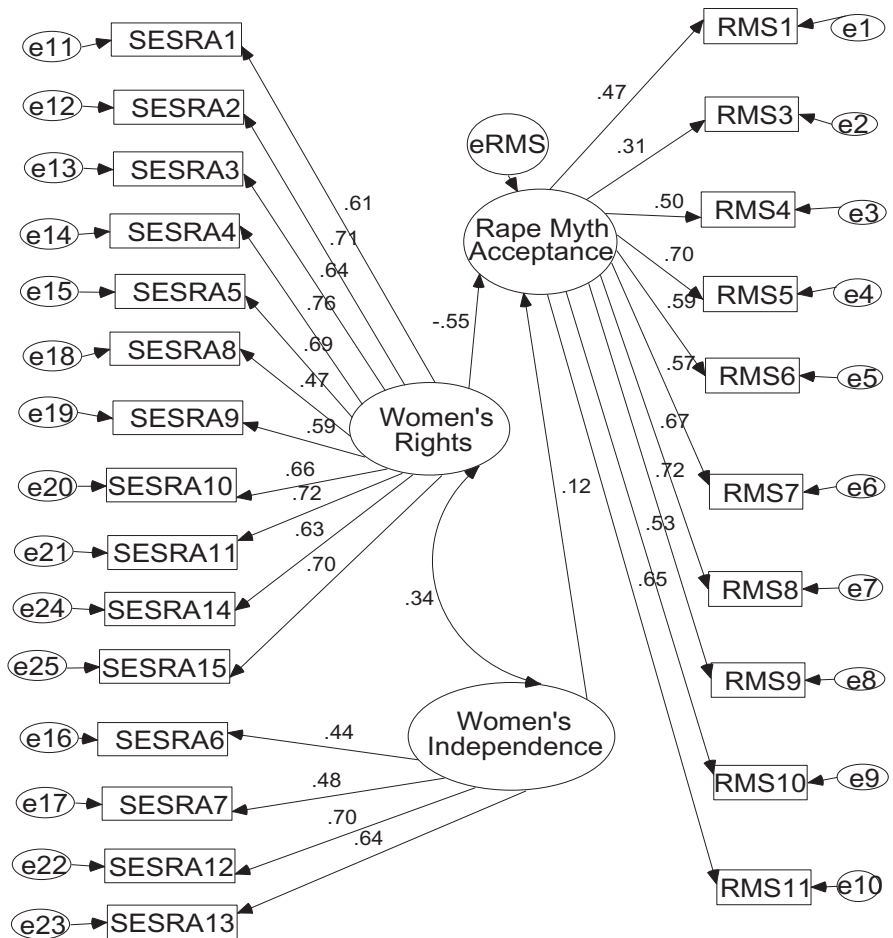 e11
SESRA1
e12
SESRA2
e13
SESRA3
e14
SESRA4
e15
SESRA5
e18
SESRA8
e19
SESRA9
e20
SESRA10
e21
SESRA11
e24
SESRA14
e25
SESRA15
e16
SESRA6
e17
SESRA7
e22
SESRA12
e23
SESRA13
.61
.71
.64
.76
.69
.47
.59
.66
.72
.63
.70
Women's
Rights
-.55
.34
.12
Women's
Independence
.44
.48
.70
.64
eRMS
Rape Myth
Acceptance
.47
.31
.50
.70
.59
.57
.67
.72
.53
.65
RMS1
e1
RMS3
e2
RMS4
e3
RMS5
e4
RMS6
e5
RMS7
e6
RMS8
e7
RMS9
e8
RMS10
e9
RMS11
e10